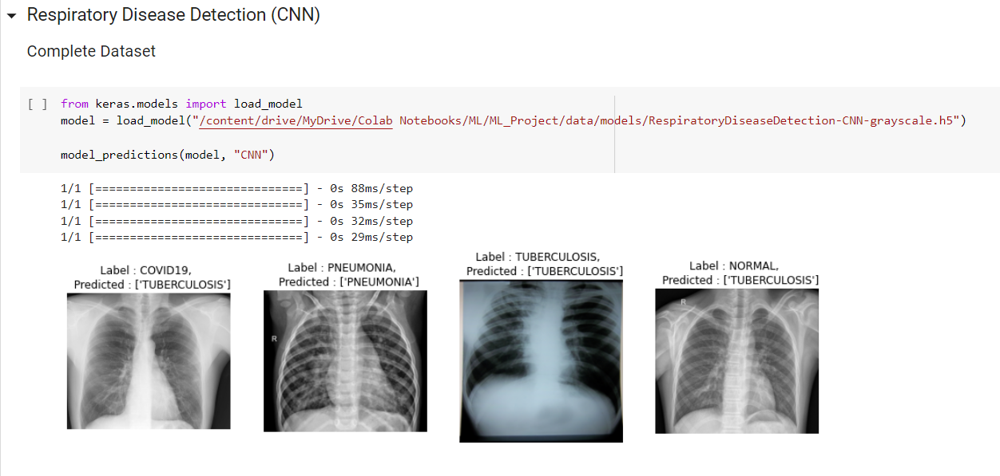 Respiratory Disease Detection (CNN)
Complete Dataset
[ ] from keras.models import load_model
model = load_model("/content/drive/MyDrive/Colab Notebooks/ML/ML_Project/data/models/RespiratoryDiseaseDetection-CNN-grayscale.h5")
model_predictions(model, "CNN")
1/1 [==============================] - 0s 88ms/step
1/1 [==============================] - 0s 35ms/step
1/1 [==============================] - 0s 32ms/step
1/1 [==============================] - 0s 29ms/step
Label : COVID19,
Predicted : ['TUBERCULOSIS']
Label : PNEUMONIA,
Predicted : ['PNEUMONIA']
R
Label : TUBERCULOSIS,
Predicted : ['TUBERCULOSIS']
Label : NORMAL,
Predicted : ['TUBERCULOSIS']
R